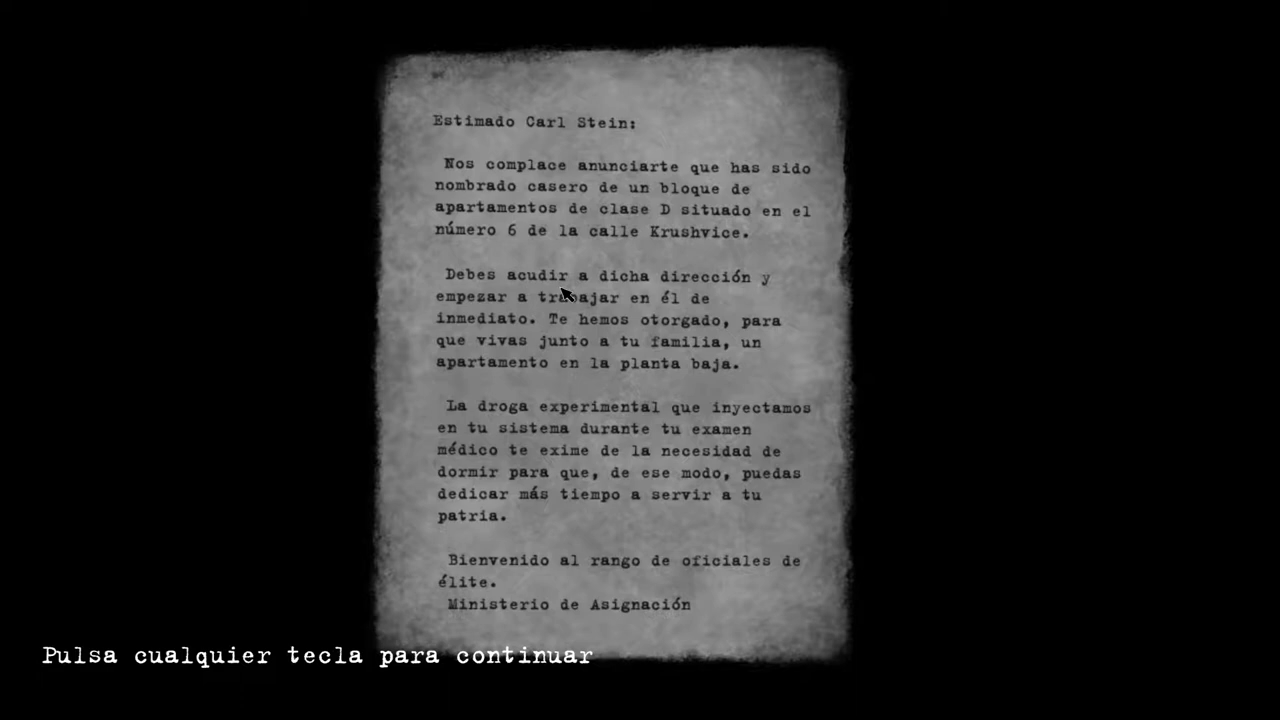 Estimado Carl Stein:
Nos complace anunciarte que has sido
nombrado casero de un bloque de
apartamentos de clase D situado en el
número 6 de la calle Krushvice.
Debes acudir a dicha dirección y
empezar a trabajar en él de
inmediato. Te hemos otorgado, para
que vivas junto a tu familia, un
apartamento en la planta baja.
La droga experimental que inyectamos
en tu sistema durante tu examen
médico te exime de la necesidad de
dormir para que, de ese modo, puedas
dedicar más tiempo a servir a tu
patria.
Bienvenido al rango de oficiales de
élite.
Ministerio de Asignación
Pulsa cualquier tecla para continuar